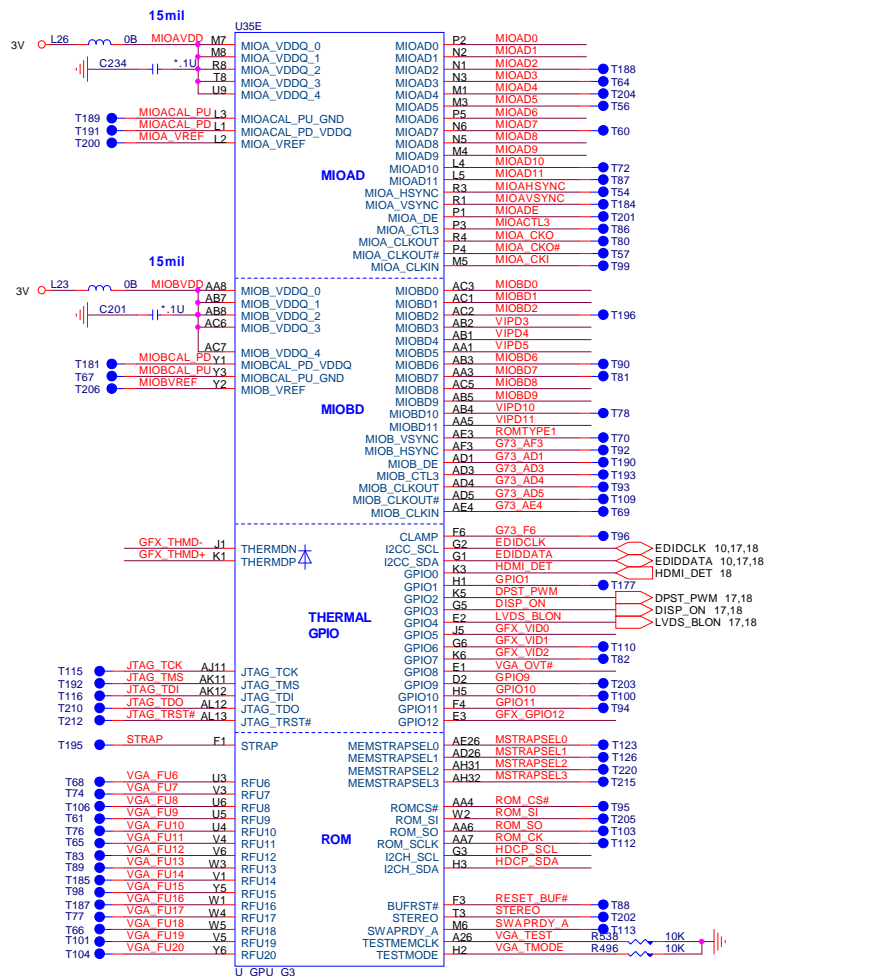 15mil
U35E
3V L26 0B MIOAVDD M7 MIOA_VDDQ_0 MIOAD0 P2 MIOAD0
M8 MIOA_VDDQ_1 MIOAD1 N2 MIOAD1
C234 *.1U R8 MIOA_VDDQ_2 MIOAD2 N1 MIOAD2 T188
T8 MIOA_VDDQ_3 MIOAD3 N3 MIOAD3 T64
U9 MIOA_VDDQ_4 MIOAD4 M1 MIOAD4 T204
MIOAD5 M3 MIOAD5 T56
T189 MIOACAL_PU L3 MIOACAL_PU_GND MIOAD6 P5 MIOAD6
T191 MIOACAL_PD L1 MIOACAL_PD_VDDQ MIOAD7 N6 MIOAD7 T60
T200 MIOA_VREF L2 MIOA_VREF MIOAD8 N5 MIOAD8
MIOAD9 M4 MIOAD9
MIOAD10 L4 MIOAD10 T72
MIOAD MIOAD11 L5 MIOAD11 T87
MIOA_HSYNC R3 MIOAHSYNC T54
MIOA_VSYNC R1 MIOAVSYNC T184
MIOA_DE P1 MIOADE T201
MIOA_CTL3 P3 MIOACTL3 T86
MIOA_CLKOUT R4 MIOA_CKO T80
MIOA_CLKOUT# P4 MIOA_CKO# T57
15mil MIOA_CLKIN M5 MIOA_CKI T99
3V L23 0B MIOBVDD AA8 MIOB_VDDQ_0 MIOBD0 AC3 MIOBD0
AB7 MIOB_VDDQ_1 MIOBD1 AC1 MIOBD1
C201 *.1U AB8 MIOB_VDDQ_2 MIOBD2 AC2 MIOBD2 T196
AC6 MIOB_VDDQ_3 MIOBD3 AB2 VIPD3
MIOBD4 AB1 VIPD4
AC7 MIOB_VDDQ_4 MIOBD5 AA1 VIPD5
T181 MIOBCAL_PD Y1 MIOBCAL_PD_VDDQ MIOBD6 AB3 MIOBD6 T90
T67 MIOBCAL_PU Y3 MIOBCAL_PU_GND MIOBD7 AA3 MIOBD7 T81
T206 MIOBVREF Y2 MIOB_VREF MIOBD8 AC5 MIOBD8
MIOBD9 AB5 MIOBD9
MIOBD MIOBD10 AB4 VIPD10 T78
MIOBD11 AA5 VIPD11
MIOB_VSYNC AE3 ROMTYPE1 T70
MIOB_HSYNC AF3 G73_AF3 T92
MIOB_DE AD1 G73_AD1 T190
MIOB_CTL3 AD3 G73_AD3 T193
MIOB_CLKOUT AD4 G73_AD4 T93
MIOB_CLKOUT# AD5 G73_AD5 T109
MIOB_CLKIN AE4 G73_AE4 T69
CLAMP F6 G73_F6 T96
GFX_THMD- J1 THERMDN I2CC_SCL G2 EDIDCLK EDIDCLK 10,17,18
GFX_THMD+ K1 THERMDP I2CC_SDA G1 EDIDDATA EDIDDATA 10,17,18
GPIO0 K3 HDMI_DET HDMI_DET 18
GPIO1 H1 GPIO1 T177
GPIO2 K5 DPST_PWM DPST_PWM 17,18
THERMAL GPIO3 G5 DISP_ON DISP_ON 17,18
GPIO GPIO4 E2 LVDS_BLON LVDS_BLON 17,18
GPIO5 J5 GFX_VID0
GPIO6 G6 GFX_VID1 T110
GPIO7 K6 GFX_VID2 T82
T115 JTAG_TCK AJ11 JTAG_TCK GPIO8 E1 VGA_OVT#
T192 JTAG_TMS AK11 JTAG_TMS GPIO9 D2 GPIO9 T203
T116 JTAG_TDI AK12 JTAG_TDI GPIO10 H5 GPIO10 T100
T210 JTAG_TDO AL12 JTAG_TDO GPIO11 F4 GPIO11 T94
T212 JTAG_TRST# AL13 JTAG_TRST# GPIO12 E3 GFX_GPIO12
T195 STRAP F1 STRAP MEMSTRAPSEL0 AE26 MSTRAPSEL0 T123
MEMSTRAPSEL1 AD26 MSTRAPSEL1 T126
MEMSTRAPSEL2 AH31 MSTRAPSEL2 T220
T68 VGA_FU6 U3 RFU6 MEMSTRAPSEL3 AH32 MSTRAPSEL3 T215
T74 VGA_FU7 V3 RFU7
T106 VGA_FU8 U6 RFU8 ROMCS# AA4 ROM_CS# T95
T61 VGA_FU9 U5 RFU9 ROM_SI W2 ROM_SI T205
T76 VGA_FU10 U4 RFU10 ROM_SO AA6 ROM_SO T103
T65 VGA_FU11 V4 RFU11 ROM ROM_SCLK AA7 ROM_CK T112
T83 VGA_FU12 V6 RFU12 I2CH_SCL G3 HDCP_SCL
T89 VGA_FU13 W3 RFU13 I2CH_SDA H3 HDCP_SDA
T185 VGA_FU14 V1 RFU14
T98 VGA_FU15 Y5 RFU15
T187 VGA_FU16 W1 RFU16 BUFRST# F3 RESET_BUF# T88
T77 VGA_FU17 W4 RFU17 STEREO T3 STEREO T202
T66 VGA_FU18 W5 RFU18 SWAPRDY_A M6 SWAPRDY_A T113
T101 VGA_FU19 V5 RFU19 TESTMEMCLK A26 VGA_TEST R538 10K
T104 VGA_FU20 Y6 RFU20 TESTMODE H2 VGA_TMODE R496 10K
U_GPU_G3